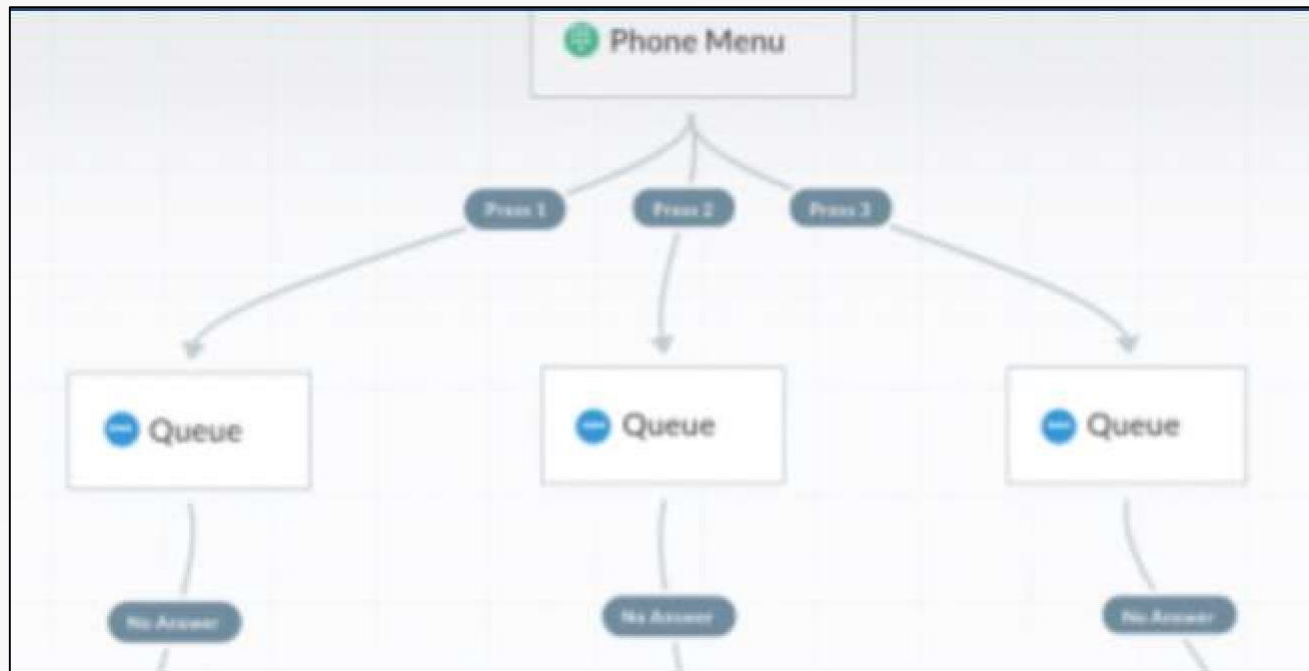 Phone Menu
Press 1
Press 2
Press 3
Queue
Queue
Queue
No Answer
No Answer
No Answer